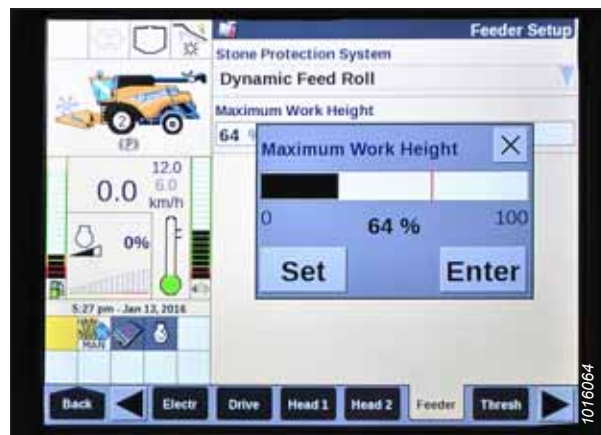 Feeder Setup
Stone Protection System
Dynamic Feed Roll
Maximum Work Height
64
Maximum Work Height
0
64 %
100
Set
Enter
2
(P)
12.0
6.0
0.0
km/h
0%
5:27 pm - Jan 13, 2016
MAN
Back
Electr
Drive
Head 1
Head 2
Feeder
Thresh
1016064